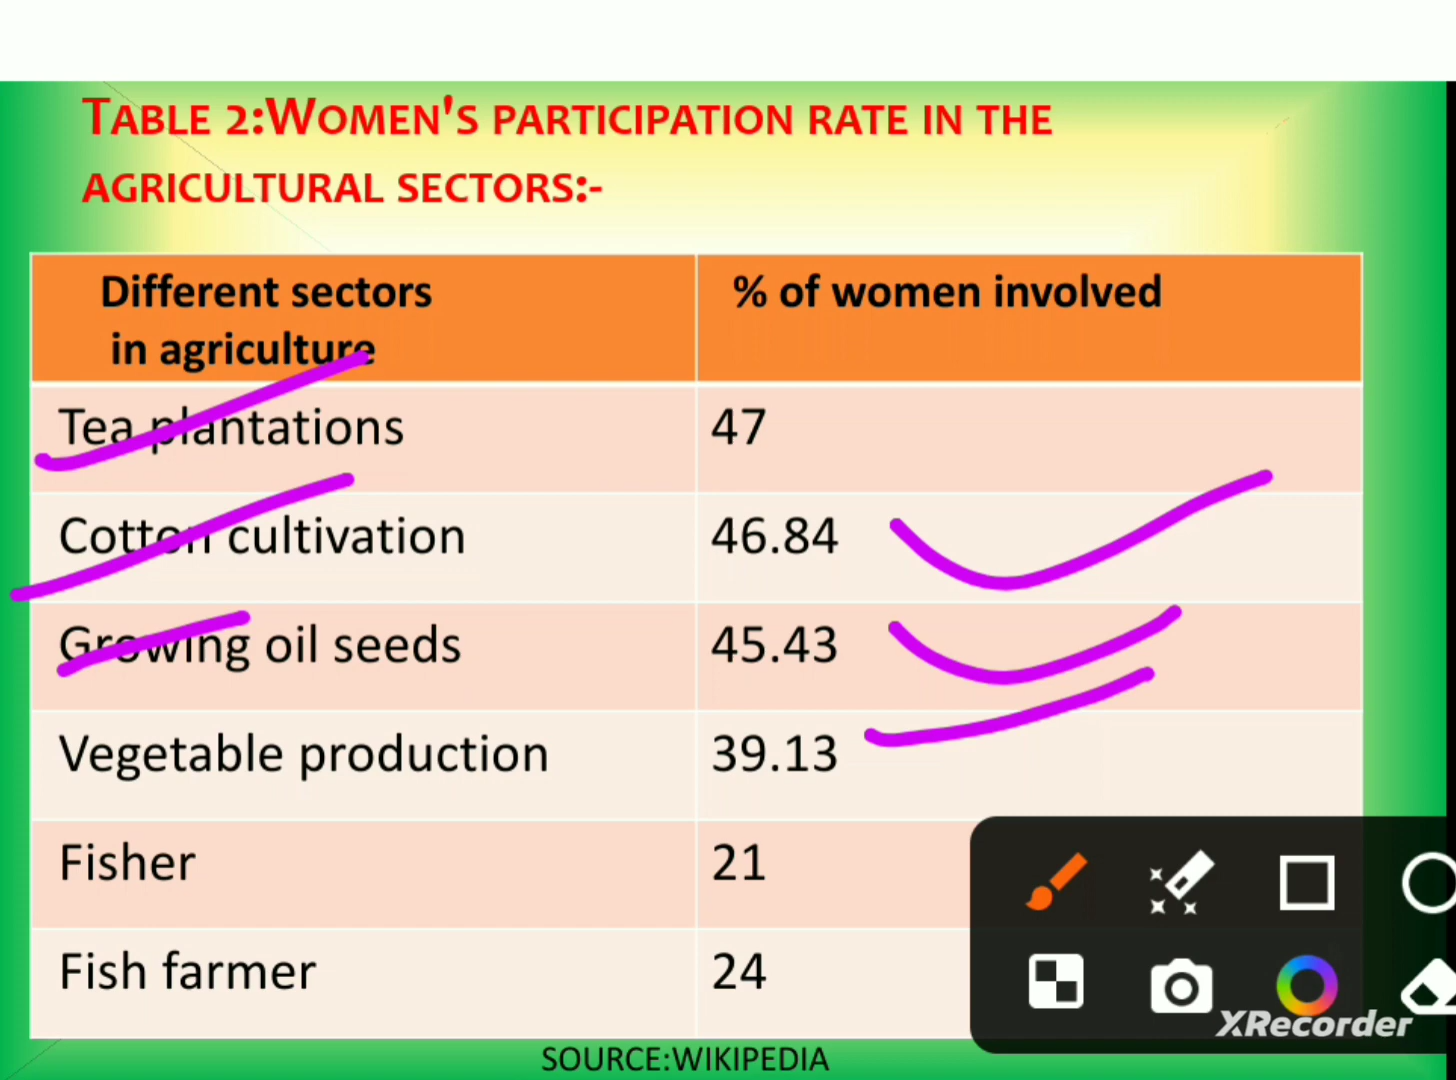 TABLE 2:WOMEN'S PARTICIPATION RATE IN THE
AGRICULTURAL SECTORS:-
Different sectors
in agriculture
% of women involved
Tea plantations
47
Cotton cultivation
46.84
Growing oil seeds
45.43
Vegetable production
39.13
Fisher
21
Fish farmer
24
XRecorder
SOURCE:WIKIPEDIA